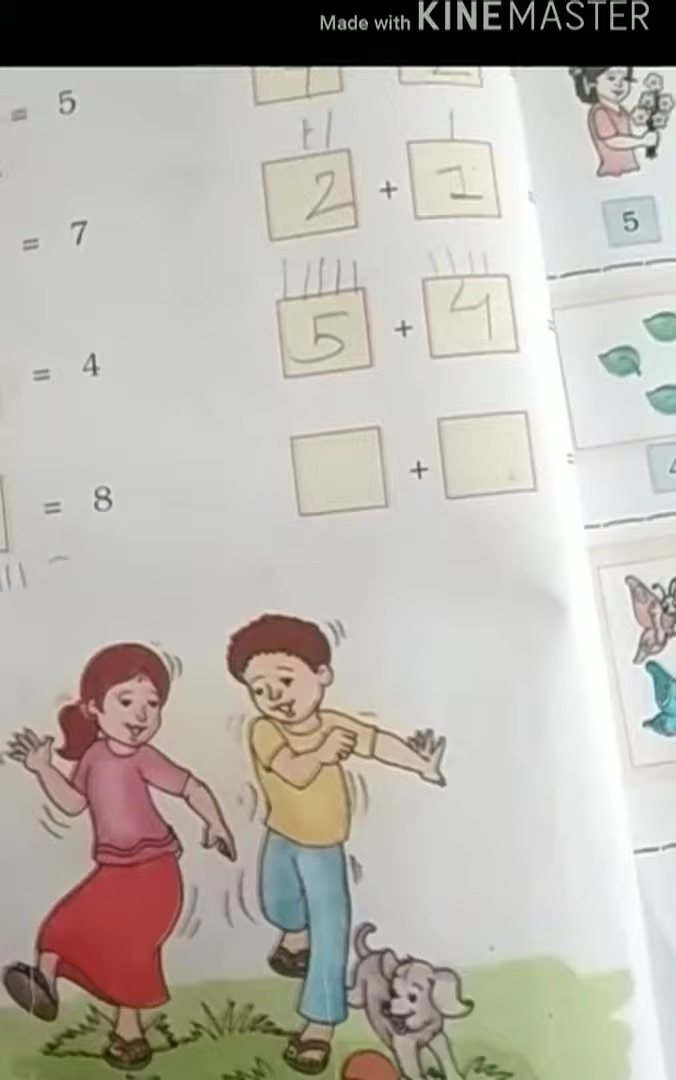 Made with KINEMASTER
= 5
2 + 1 =
= 7
5
5 + 4 =
= 4
+ =
= 8